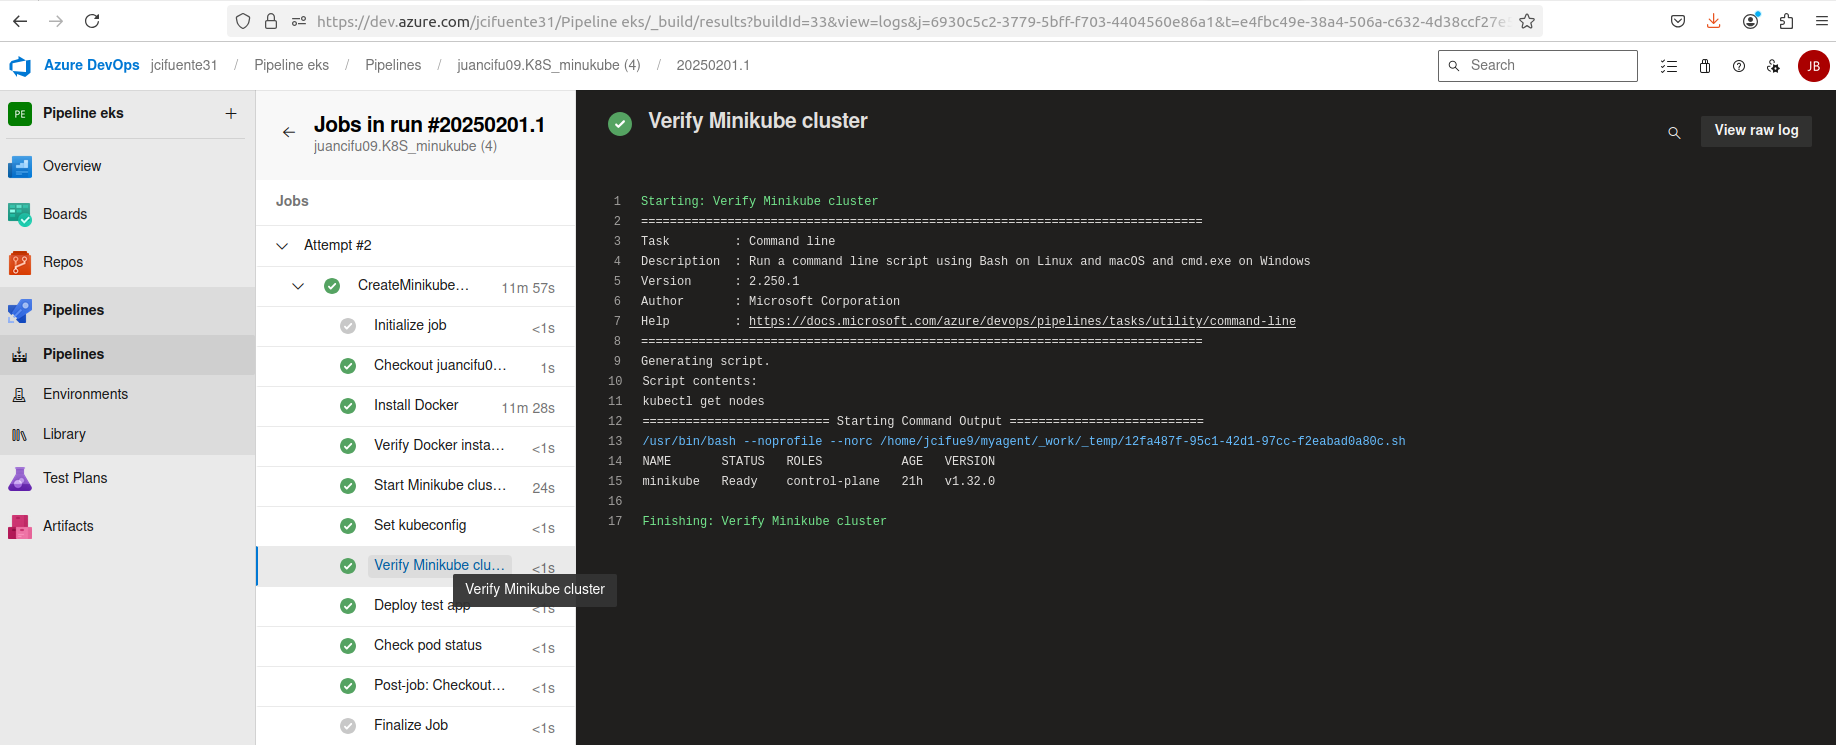 https://dev.azure.com/jcifuente31/Pipeline eks/_build/results?buildId=33&view=logs&j=6930c5c2-3779-5bff-f703-4404560e86a1&t=e4fbc49e-38a4-506a-c632-4d38ccf27e
Azure DevOps jcifuente31 / Pipeline eks / Pipelines / juancifu09.K8S_minukube (4) / 20250201.1
Search
JB
PE Pipeline eks +
Overview
Boards
Repos
Pipelines
Pipelines
Environments
Library
Test Plans
Artifacts
Jobs in run #20250201.1
juancifu09.K8S_minukube (4)
Jobs
Attempt #2
CreateMinikube... 11m 57s
Initialize job <1s
Checkout juancifu0... 1s
Install Docker 11m 28s
Verify Docker insta... <1s
Start Minikube clus... 24s
Set kubeconfig <1s
Verify Minikube clu... <1s
Verify Minikube cluster
Deploy test app <1s
Check pod status <1s
Post-job: Checkout... <1s
Finalize Job <1s
Verify Minikube cluster
View raw log
1 Starting: Verify Minikube cluster
2 ==============================================================================
3 Task : Command line
4 Description : Run a command line script using Bash on Linux and macOS and cmd.exe on Windows
5 Version : 2.250.1
6 Author : Microsoft Corporation
7 Help : https://docs.microsoft.com/azure/devops/pipelines/tasks/utility/command-line
8 ==============================================================================
9 Generating script.
10 Script contents:
11 kubectl get nodes
12 ========================== Starting Command Output ===========================
13 /usr/bin/bash --noprofile --norc /home/jcifue9/myagent/_work/_temp/12fa487f-95c1-42d1-97cc-f2eabad0a80c.sh
14 NAME STATUS ROLES AGE VERSION
15 minikube Ready control-plane 21h v1.32.0
16
17 Finishing: Verify Minikube cluster